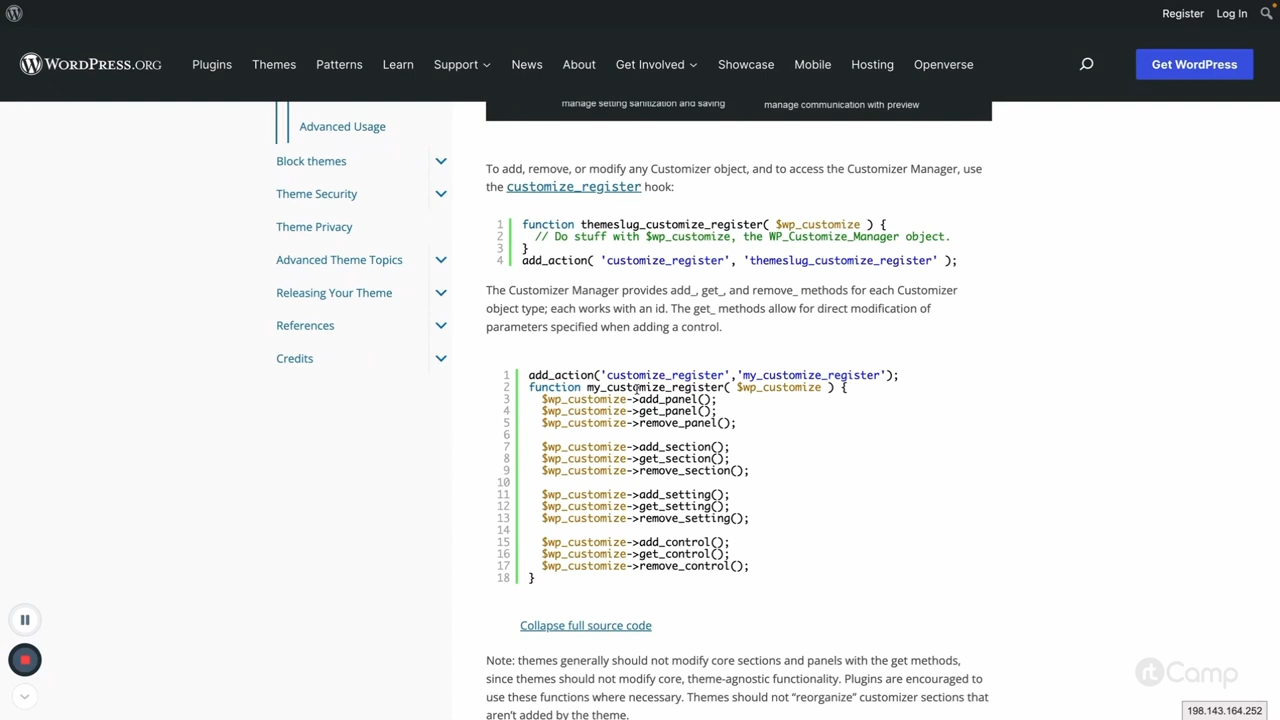 Register Log In
WORDPRESS.ORG Plugins Themes Patterns Learn Support News About Get Involved Showcase Mobile Hosting Openverse Get WordPress
manage setting sanitization and saving manage communication with preview
Advanced Usage
Block themes
Theme Security
Theme Privacy
Advanced Theme Topics
Releasing Your Theme
References
Credits
To add, remove, or modify any Customizer object, and to access the Customizer Manager, use
the customize_register hook:
1 function themeslug_customize_register( $wp_customize ) {
2 // Do stuff with $wp_customize, the WP_Customize_Manager object.
3 }
4 add_action( 'customize_register', 'themeslug_customize_register' );
The Customizer Manager provides add_, get_, and remove_ methods for each Customizer
object type; each works with an id. The get_ methods allow for direct modification of
parameters specified when adding a control.
1 add_action('customize_register','my_customize_register');
2 function my_customize_register( $wp_customize ) {
3 $wp_customize->add_panel();
4 $wp_customize->get_panel();
5 $wp_customize->remove_panel();
6
7 $wp_customize->add_section();
8 $wp_customize->get_section();
9 $wp_customize->remove_section();
10
11 $wp_customize->add_setting();
12 $wp_customize->get_setting();
13 $wp_customize->remove_setting();
14
15 $wp_customize->add_control();
16 $wp_customize->get_control();
17 $wp_customize->remove_control();
18 }
Collapse full source code
Note: themes generally should not modify core sections and panels with the get methods,
since themes should not modify core, theme-agnostic functionality. Plugins are encouraged to
use these functions where necessary. Themes should not “reorganize” customizer sections that
aren’t added by the theme.
rtCamp
198.143.164.252